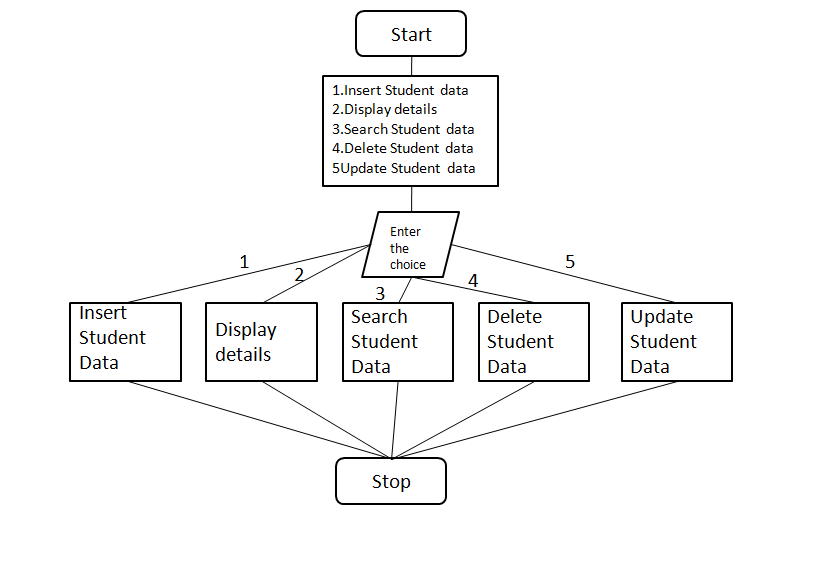 Start
1.Insert Student data
2.Display details
3.Search Student data
4.Delete Student data
5Update Student data
Enter
the
choice
1
2
3
4
5
Insert
Student
Data
Display
details
Search
Student
Data
Delete
Student
Data
Update
Student
Data
Stop